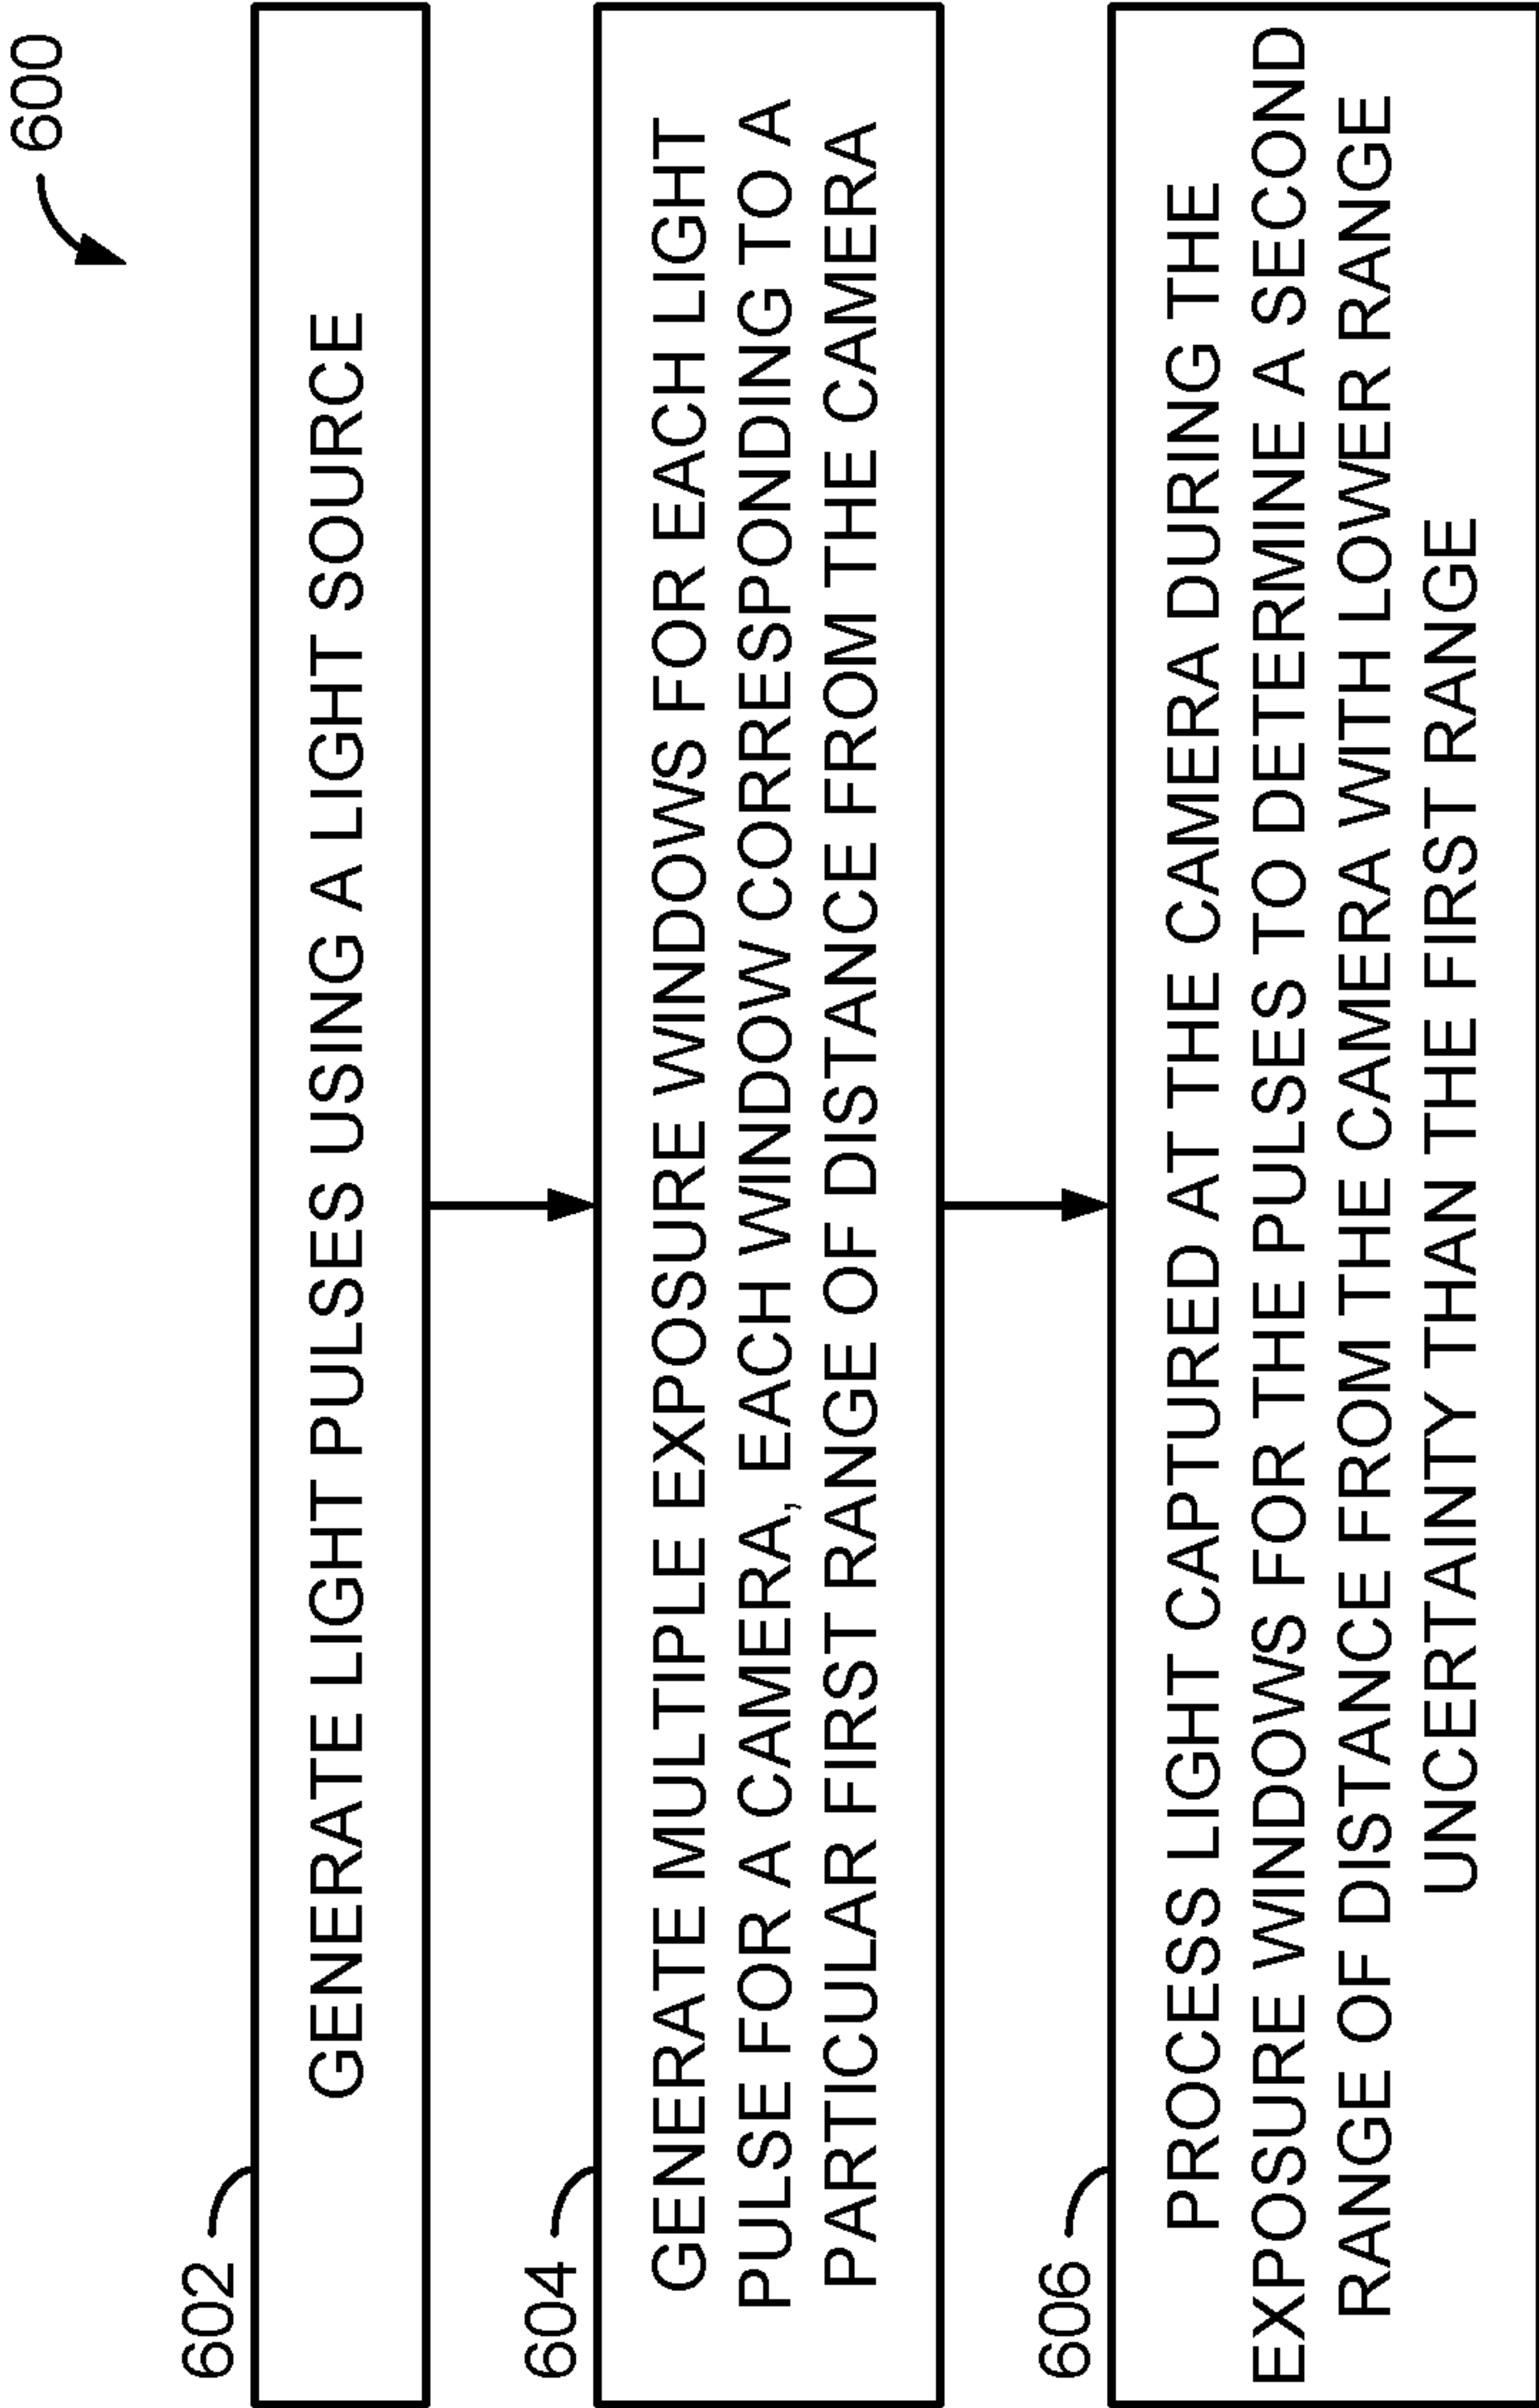 600
602
GENERATE LIGHT PULSES USING A LIGHT SOURCE
604
GENERATE MULTIPLE EXPOSURE WINDOWS FOR EACH LIGHT
PULSE FOR A CAMERA, EACH WINDOW CORRESPONDING TO A
PARTICULAR FIRST RANGE OF DISTANCE FROM THE CAMERA
606
PROCESS LIGHT CAPTURED AT THE CAMERA DURING THE
EXPOSURE WINDOWS FOR THE PULSES TO DETERMINE A SECOND
RANGE OF DISTANCE FROM THE CAMERA WITH LOWER RANGE
UNCERTAINTY THAN THE FIRST RANGE